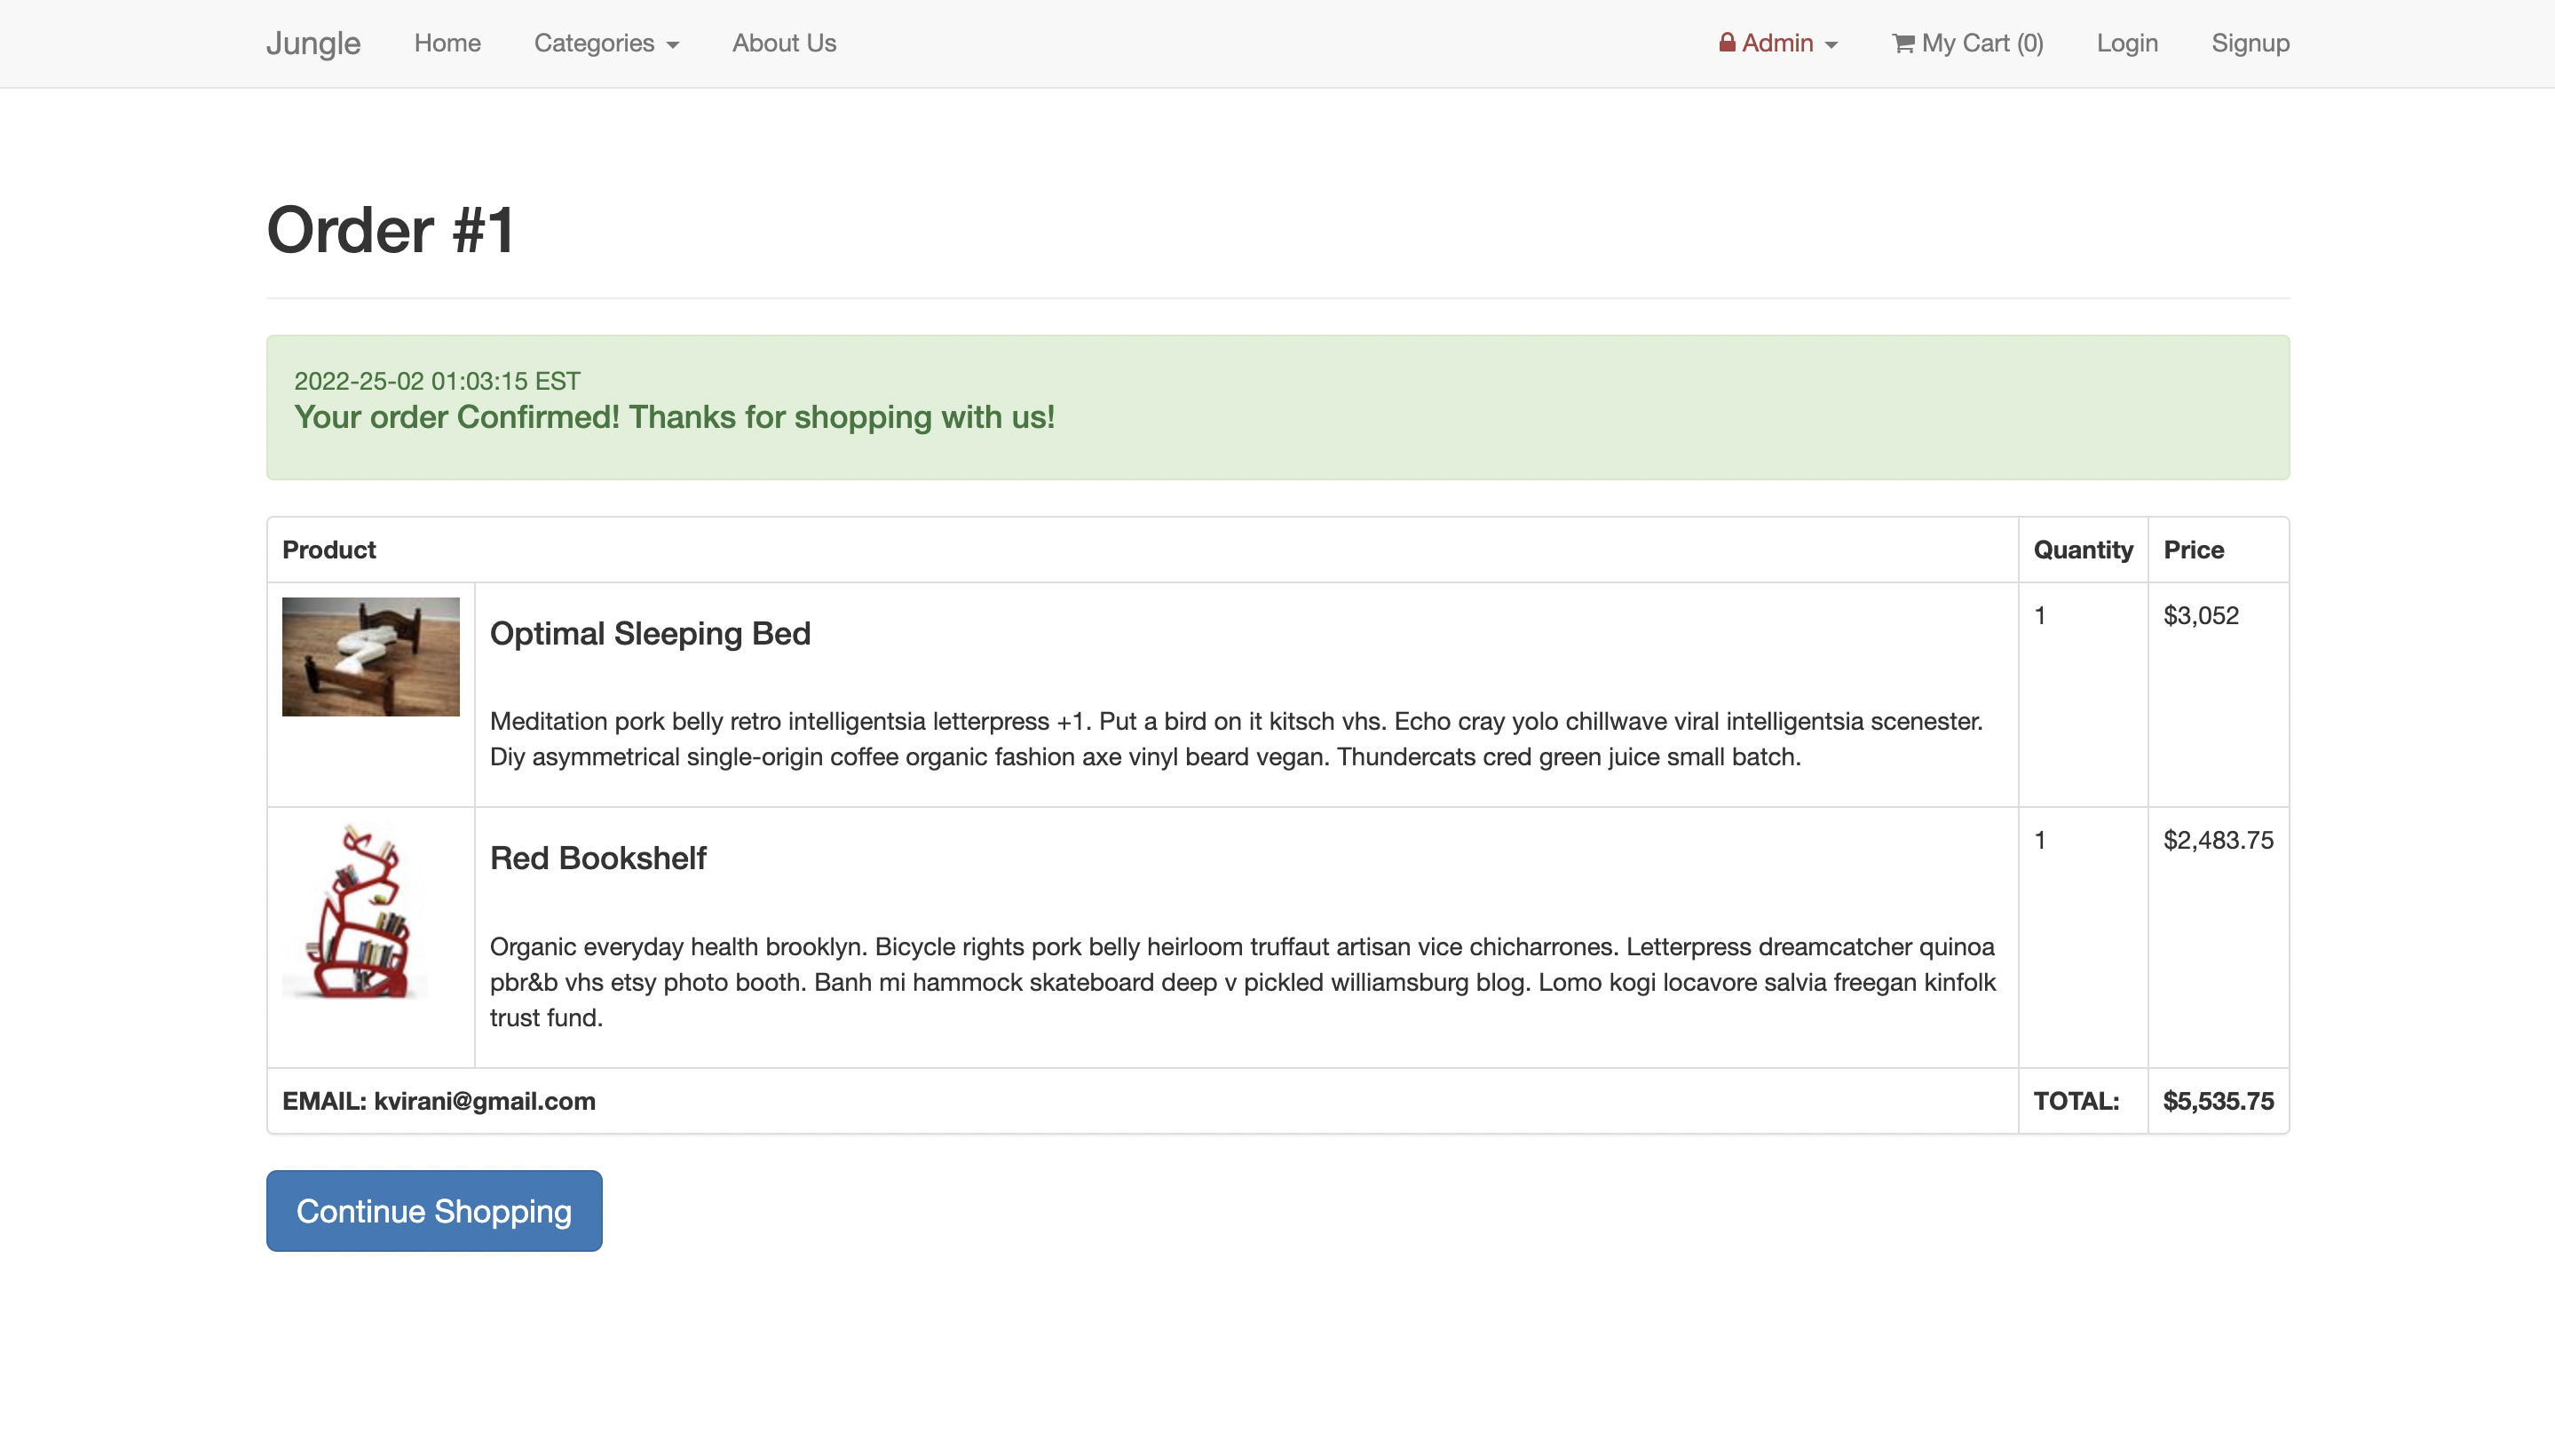 Jungle Home Categories About Us Admin My Cart (0) Login Signup
Order #1
2022-25-02 01:03:15 EST
Your order Confirmed! Thanks for shopping with us!
Product Quantity Price
Optimal Sleeping Bed 1 $3,052
Meditation pork belly retro intelligentsia letterpress +1. Put a bird on it kitsch vhs. Echo cray yolo chillwave viral intelligentsia scenester.
Diy asymmetrical single-origin coffee organic fashion axe vinyl beard vegan. Thundercats cred green juice small batch.
Red Bookshelf 1 $2,483.75
Organic everyday health brooklyn. Bicycle rights pork belly heirloom truffaut artisan vice chicharrones. Letterpress dreamcatcher quinoa
pbr&b vhs etsy photo booth. Banh mi hammock skateboard deep v pickled williamsburg blog. Lomo kogi locavore salvia freegan kinfolk
trust fund.
EMAIL: kvirani@gmail.com TOTAL: $5,535.75
Continue Shopping